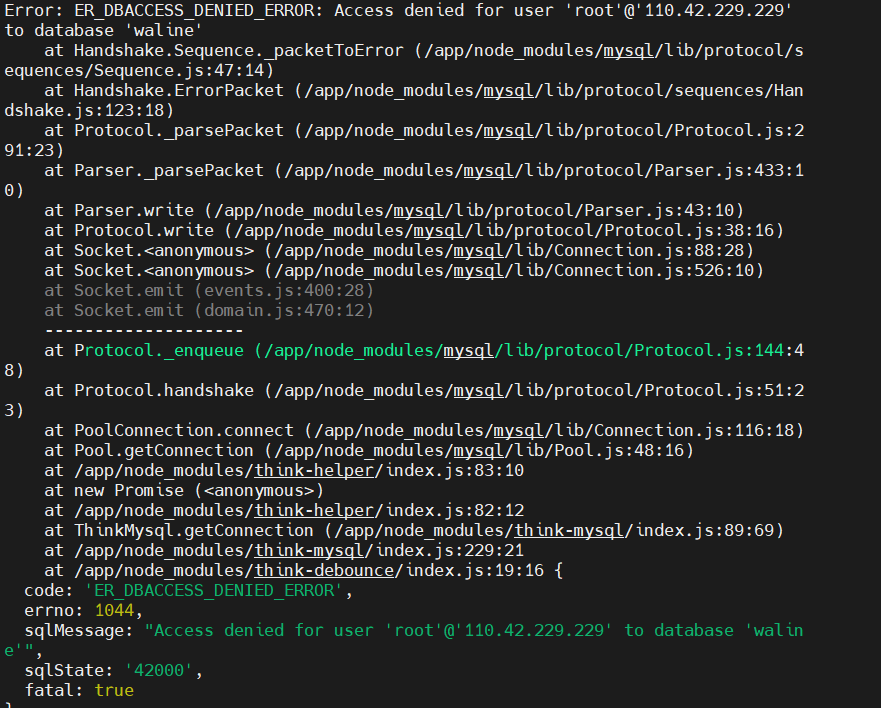 Error: ER_DBACCESS_DENIED_ERROR: Access denied for user 'root'@'110.42.229.229'
to database 'waline'
    at Handshake.Sequence._packetToError (/app/node_modules/mysql/lib/protocol/s
equences/Sequence.js:47:14)
    at Handshake.ErrorPacket (/app/node_modules/mysql/lib/protocol/sequences/Han
dshake.js:123:18)
    at Protocol._parsePacket (/app/node_modules/mysql/lib/protocol/Protocol.js:2
91:23)
    at Parser._parsePacket (/app/node_modules/mysql/lib/protocol/Parser.js:433:1
0)
    at Parser.write (/app/node_modules/mysql/lib/protocol/Parser.js:43:10)
    at Protocol.write (/app/node_modules/mysql/lib/protocol/Protocol.js:38:16)
    at Socket.<anonymous> (/app/node_modules/mysql/lib/Connection.js:88:28)
    at Socket.<anonymous> (/app/node_modules/mysql/lib/Connection.js:526:10)
    at Socket.emit (events.js:400:28)
    at Socket.emit (domain.js:470:12)
    --------------------
    at Protocol._enqueue (/app/node_modules/mysql/lib/protocol/Protocol.js:144:4
8)
    at Protocol.handshake (/app/node_modules/mysql/lib/protocol/Protocol.js:51:2
3)
    at PoolConnection.connect (/app/node_modules/mysql/lib/Connection.js:116:18)
    at Pool.getConnection (/app/node_modules/mysql/lib/Pool.js:48:16)
    at /app/node_modules/think-helper/index.js:83:10
    at new Promise (<anonymous>)
    at /app/node_modules/think-helper/index.js:82:12
    at ThinkMysql.getConnection (/app/node_modules/think-mysql/index.js:89:69)
    at /app/node_modules/think-mysql/index.js:229:21
    at /app/node_modules/think-debounce/index.js:19:16 {
  code: 'ER_DBACCESS_DENIED_ERROR',
  errno: 1044,
  sqlMessage: "Access denied for user 'root'@'110.42.229.229' to database 'walin
e'",
  sqlState: '42000',
  fatal: true
}